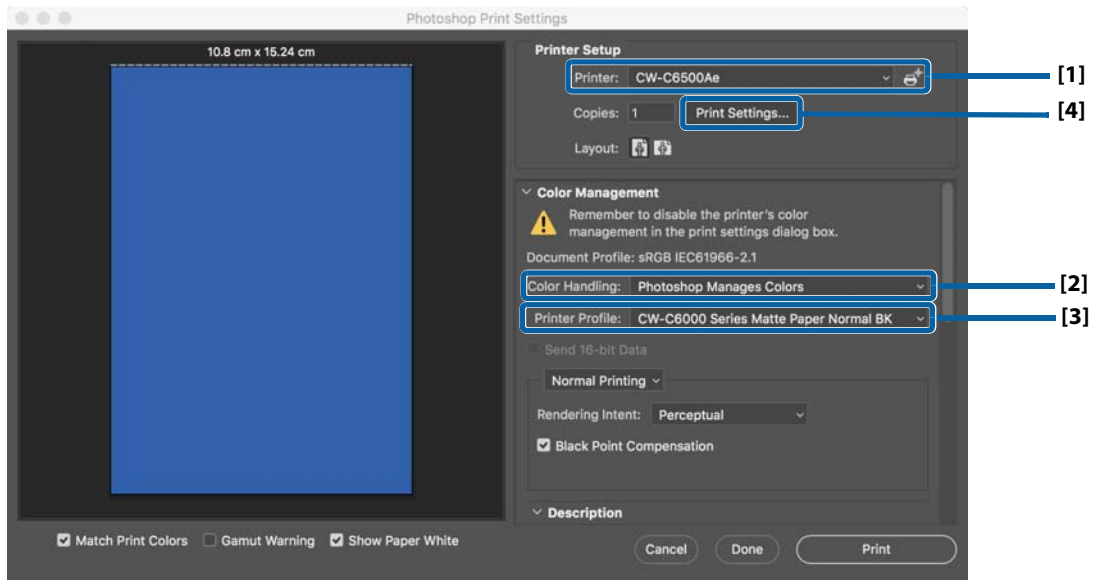 Photoshop Print Settings
10.8 cm x 15.24 cm
Printer Setup
Printer: CW-C6500Ae
[1]
Copies: 1 Print Settings...
[4]
Layout:
Color Management
Remember to disable the printer's color
management in the print settings dialog box.
Document Profile: sRGB IEC61966-2.1
Color Handling: Photoshop Manages Colors
[2]
Printer Profile: CW-C6000 Series Matte Paper Normal BK
[3]
Send 16-bit Data
Normal Printing
Rendering Intent: Perceptual
Black Point Compensation
Description
Match Print Colors Gamut Warning Show Paper White
Cancel Done Print